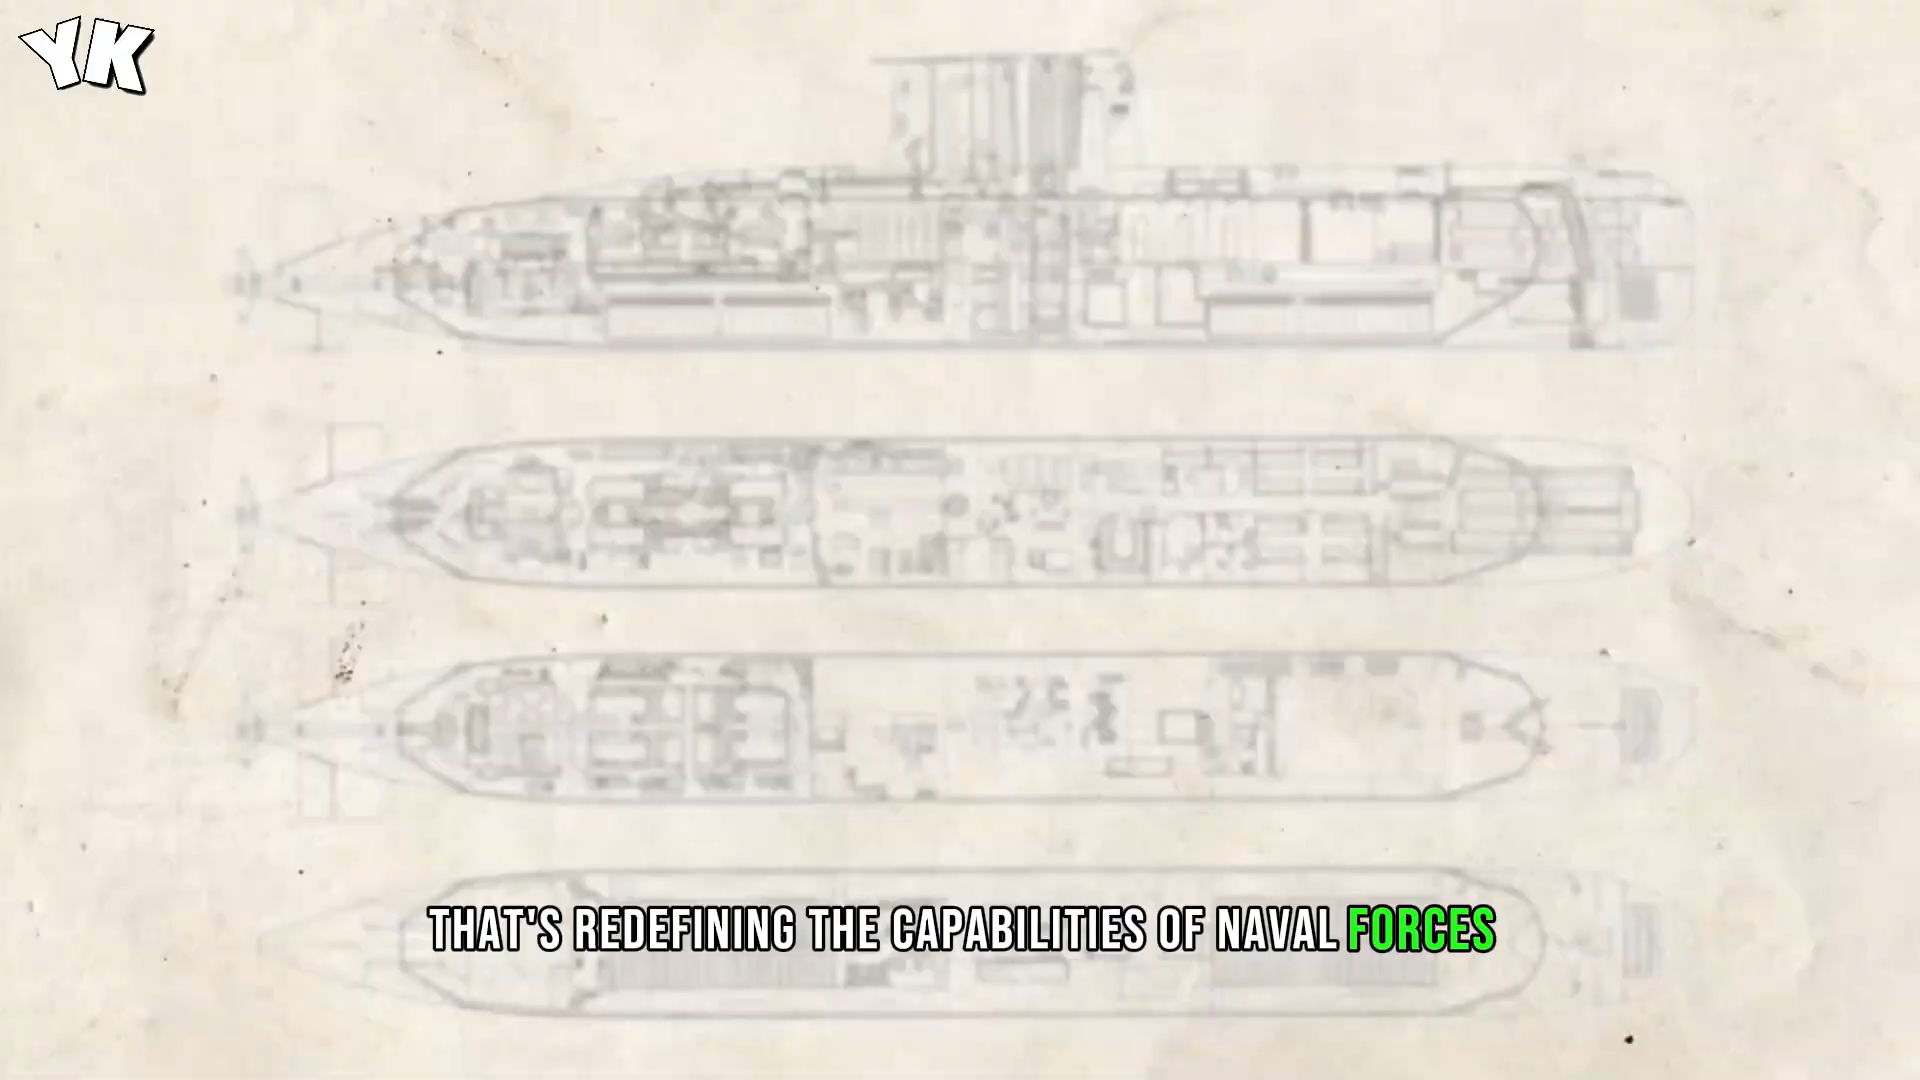 YK
THAT'S REDEFINING THE CAPABILITIES OF NAVAL FORCES